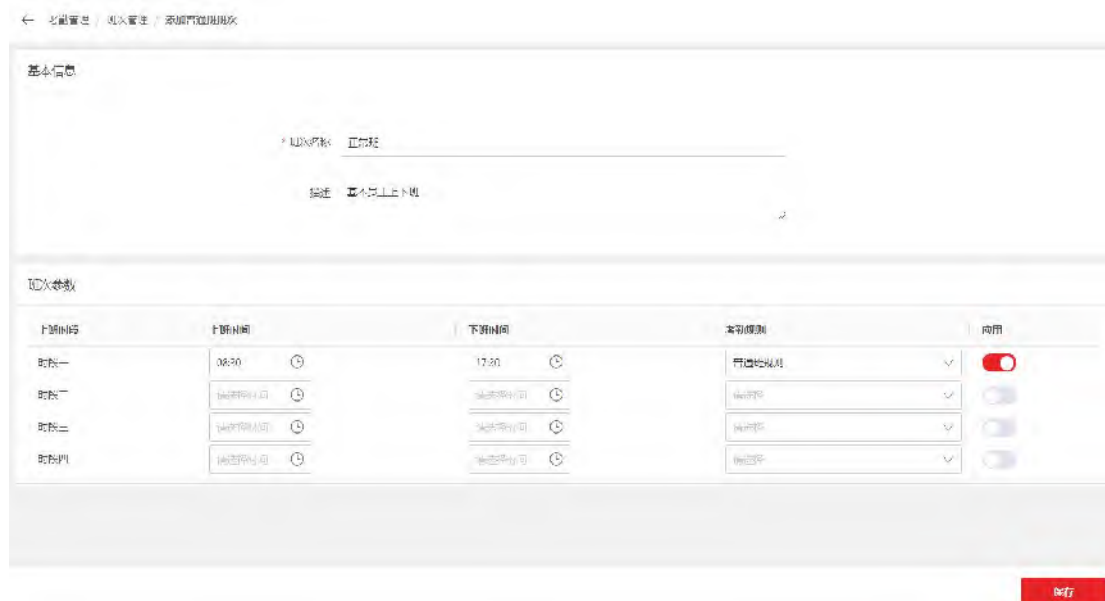 ← 考勤管理 / 班次管理 / 添加普通班班次
基本信息
* 班次名称 正常班
描述 基本员工上下班
班次参数
上班时段 上班时间 下班时间 考勤规则 应用
时段一 08:30 17:30 普通班规则
时段二 请选择时间 请选择时间 请选择
时段三 请选择时间 请选择时间 请选择
时段四 请选择时间 请选择时间 请选择
保存